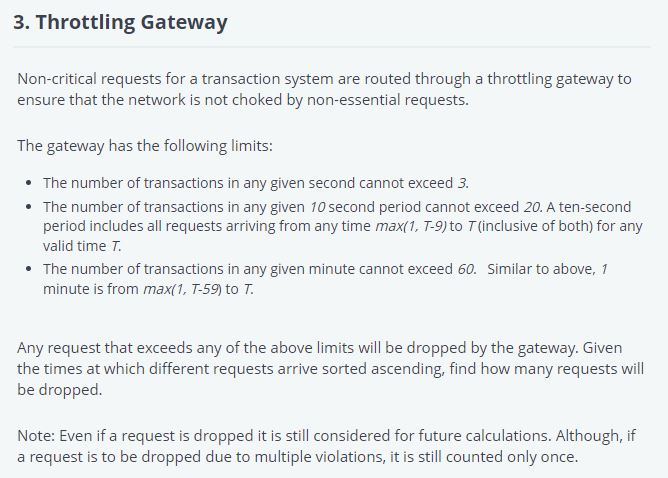 3. Throttling Gateway
Non-critical requests for a transaction system are routed through a throttling gateway to
ensure that the network is not choked by non-essential requests.
The gateway has the following limits:
• The number of transactions in any given second cannot exceed 3.
• The number of transactions in any given 10 second period cannot exceed 20. A ten-second
period includes all requests arriving from any time max(1, T-9) to T (inclusive of both) for any
valid time T.
• The number of transactions in any given minute cannot exceed 60. Similar to above, 1
minute is from max(1, T-59) to T.
Any request that exceeds any of the above limits will be dropped by the gateway. Given
the times at which different requests arrive sorted ascending, find how many requests will
be dropped.
Note: Even if a request is dropped it is still considered for future calculations. Although, if
a request is to be dropped due to multiple violations, it is still counted only once.